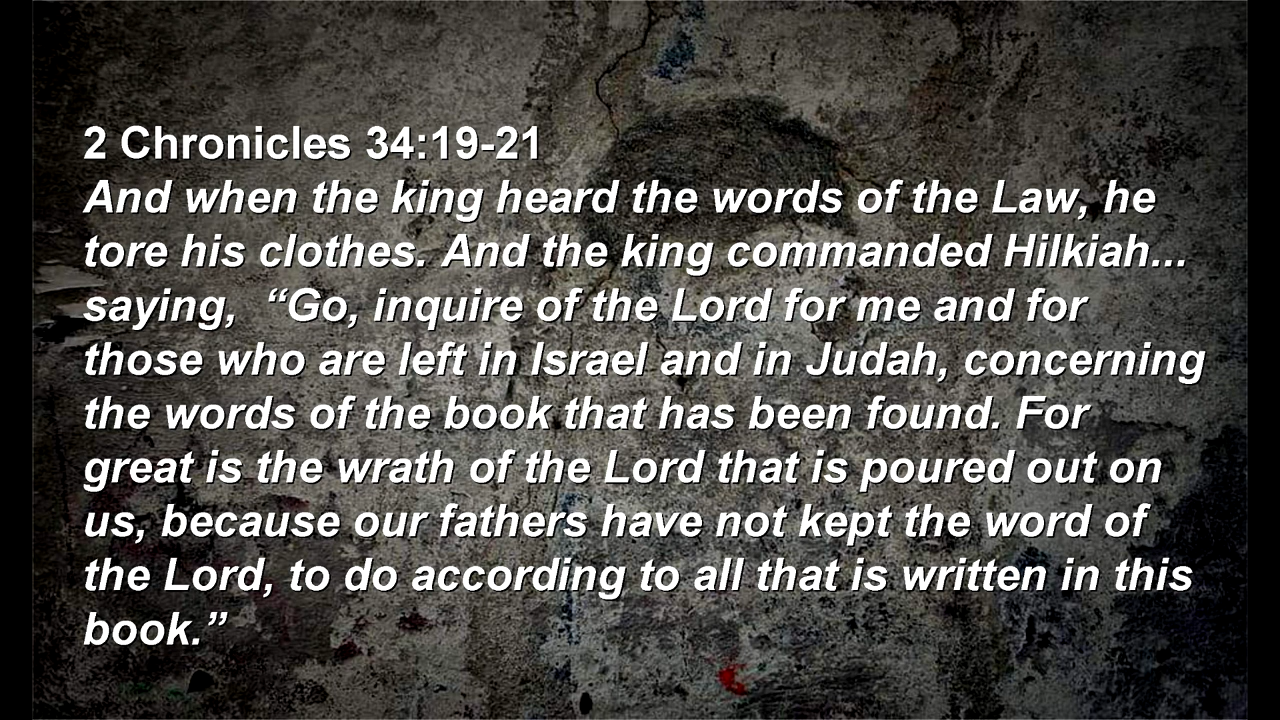 2 Chronicles 34:19-21
And when the king heard the words of the Law, he
tore his clothes. And the king commanded Hilkiah...
saying,  “Go, inquire of the Lord for me and for
those who are left in Israel and in Judah, concerning
the words of the book that has been found. For
great is the wrath of the Lord that is poured out on
us, because our fathers have not kept the word of
the Lord, to do according to all that is written in this
book.”